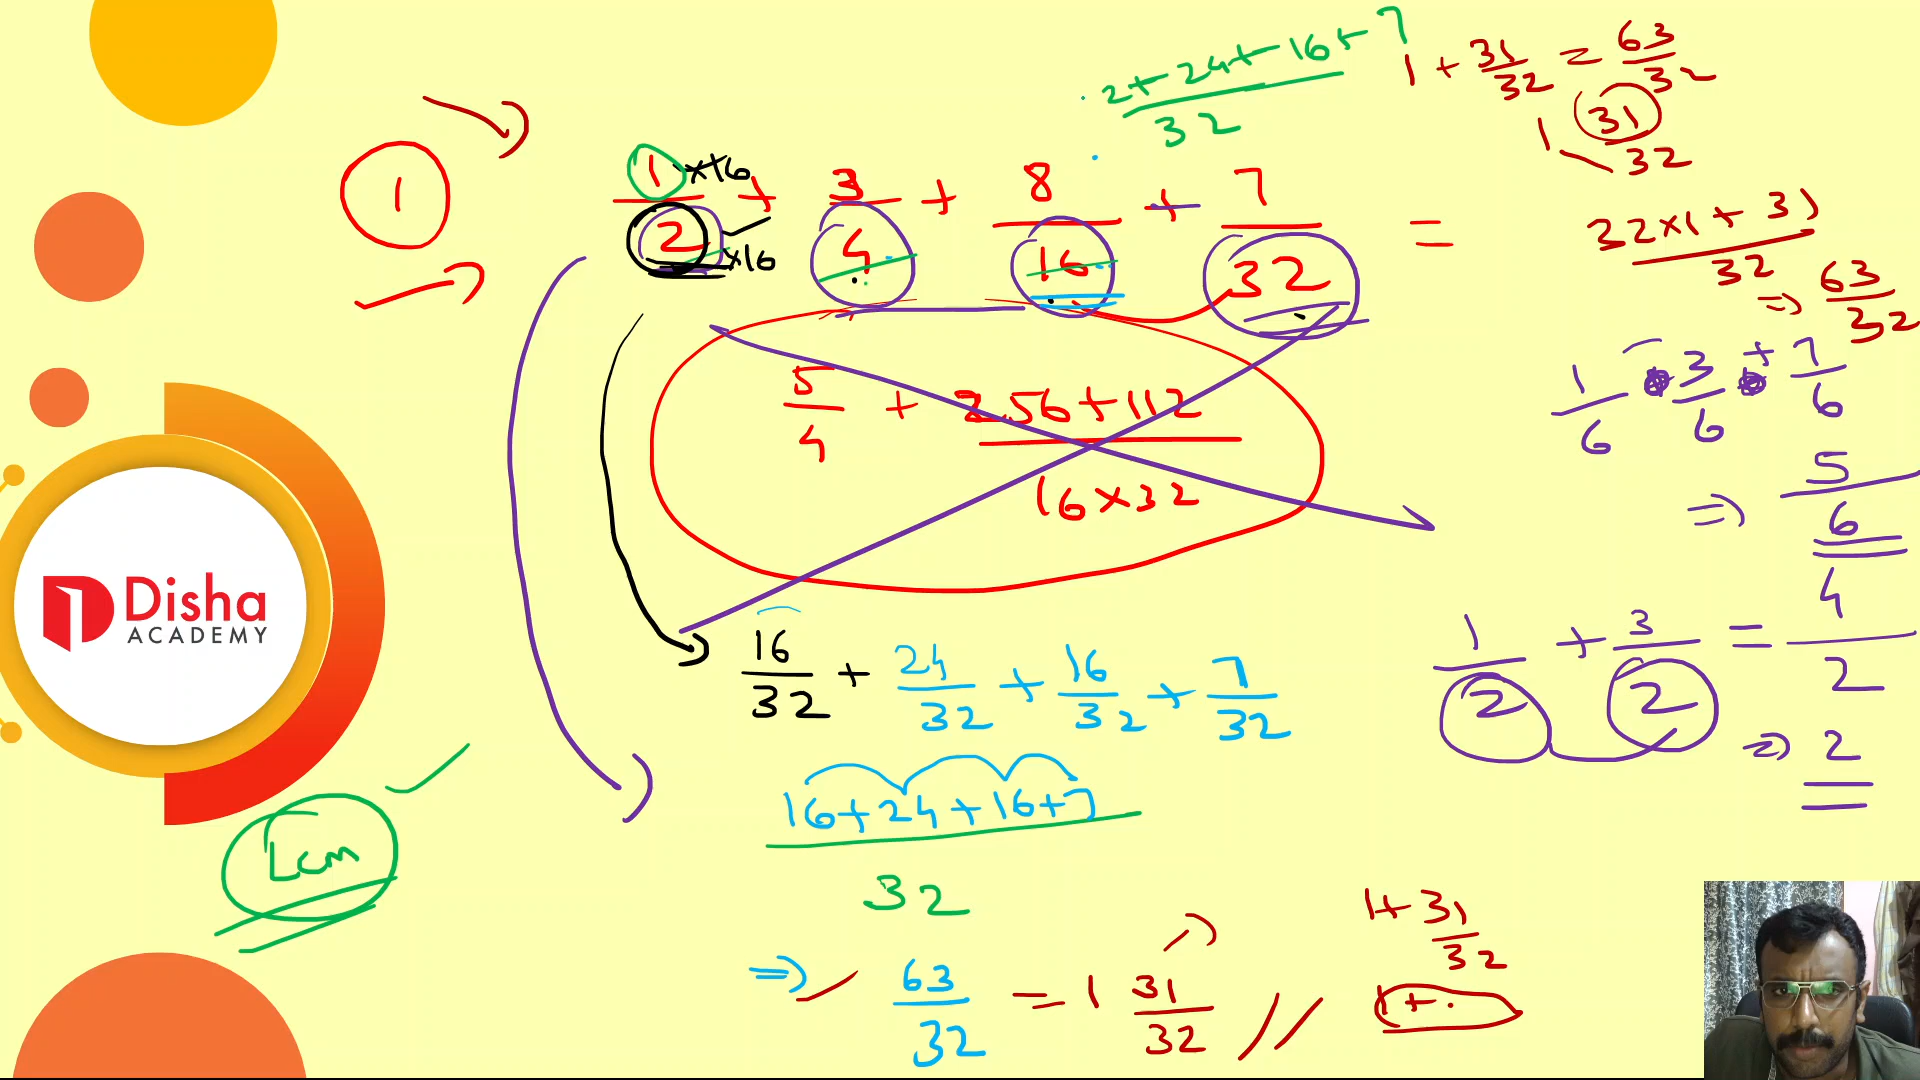 2+24+16+7
32
1 + 31/32 = 63/32
1 31/32
1
1/2 ×16 ×16 + 3/4 + 8/16 + 7/32 =
32×1+31
32
=> 63/32
5/4 + 256+112
16×32
1/6 3/6 + 7/6
=> 5/6
Disha
ACADEMY
16/32 + 24/32 + 16/32 + 7/32
1/2 + 3/2 = 4/2
=> 2
16+24+16+7
32
Lcm
=> 63/32 = 1 31/32 //
1+ 31/32
1+.